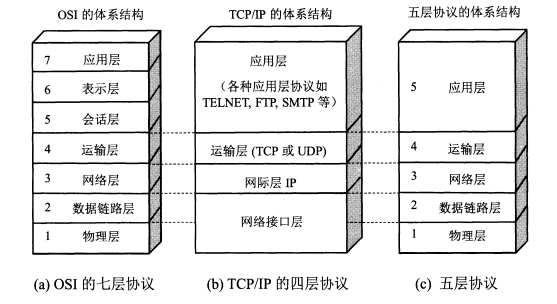 OSI 的体系结构
7 应用层
6 表示层
5 会话层
4 运输层
3 网络层
2 数据链路层
1 物理层
(a) OSI 的七层协议
TCP/IP 的体系结构
应用层
（各种应用层协议如
TELNET, FTP, SMTP 等）
运输层 (TCP 或 UDP)
网际层 IP
网络接口层
(b) TCP/IP 的四层协议
五层协议的体系结构
5 应用层
4 运输层
3 网络层
2 数据链路层
1 物理层
(c) 五层协议